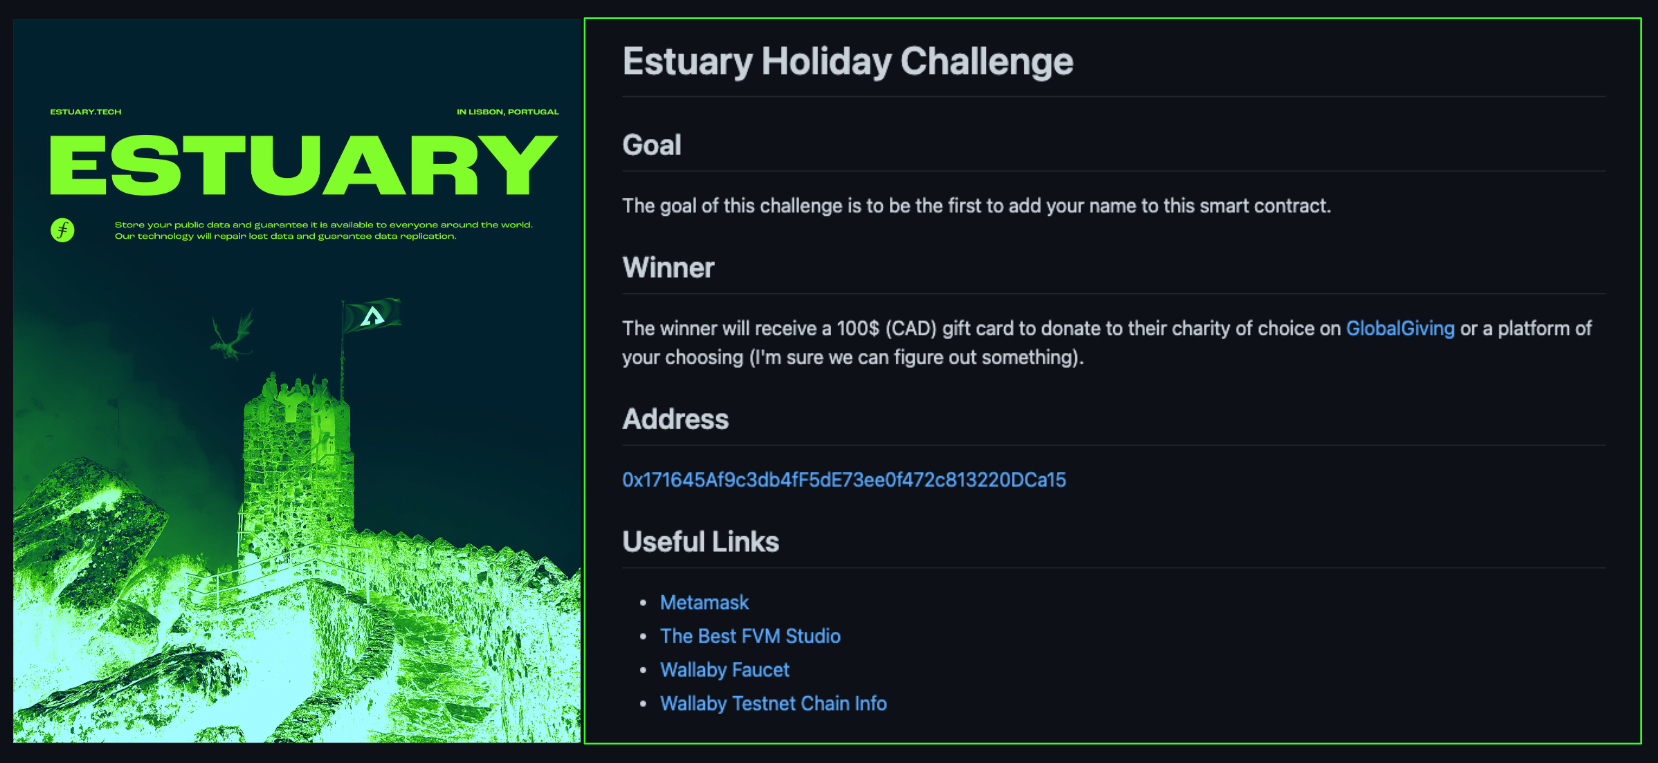 ESTUARY.TECH
IN LISBON, PORTUGAL
ESTUARY
Store your public data and guarantee it is available to everyone around the world.
Our technology will repair lost data and guarantee data replication.
Estuary Holiday Challenge
Goal
The goal of this challenge is to be the first to add your name to this smart contract.
Winner
The winner will receive a 100$ (CAD) gift card to donate to their charity of choice on GlobalGiving or a platform of
your choosing (I'm sure we can figure out something).
Address
0x171645Af9c3db4fF5dE73ee0f472c813220DCa15
Useful Links
• Metamask
• The Best FVM Studio
• Wallaby Faucet
• Wallaby Testnet Chain Info